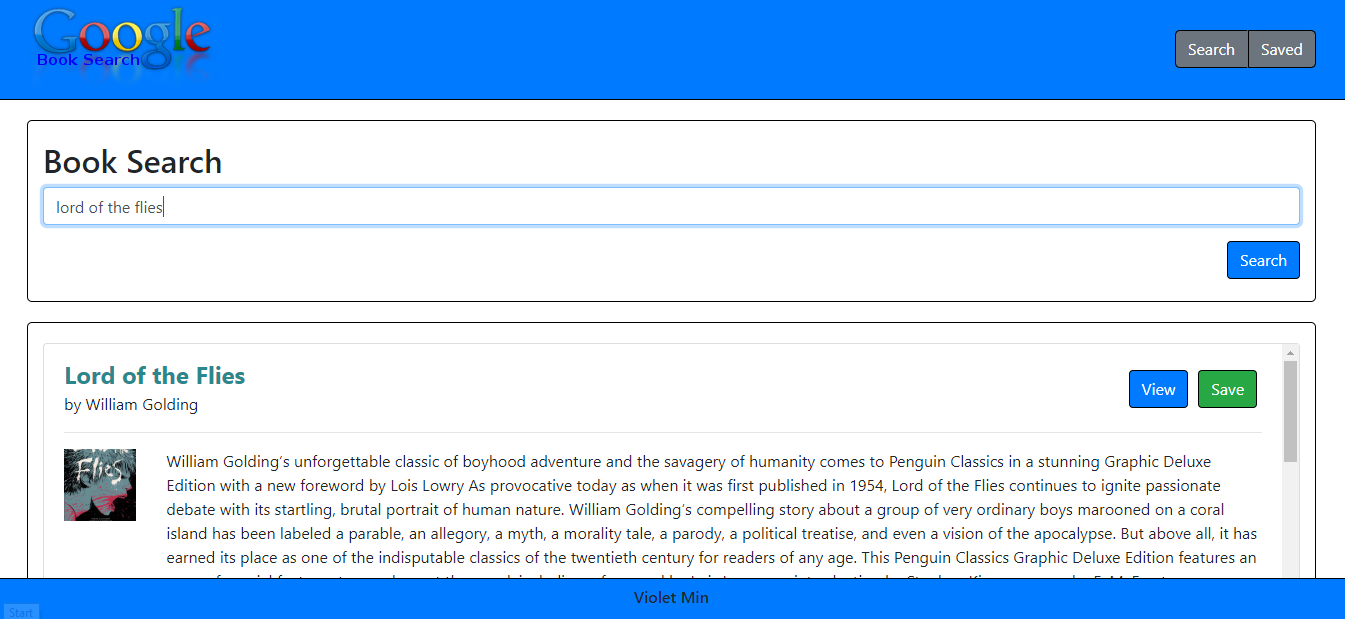 Google
Book Search
Search Saved
Book Search
lord of the flies
Search
Lord of the Flies
by William Golding
View Save
Flies
William Golding’s unforgettable classic of boyhood adventure and the savagery of humanity comes to Penguin Classics in a stunning Graphic Deluxe
Edition with a new foreword by Lois Lowry As provocative today as when it was first published in 1954, Lord of the Flies continues to ignite passionate
debate with its startling, brutal portrait of human nature. William Golding’s compelling story about a group of very ordinary boys marooned on a coral
island has been labeled a parable, an allegory, a myth, a morality tale, a parody, a political treatise, and even a vision of the apocalypse. But above all, it has
earned its place as one of the indisputable classics of the twentieth century for readers of any age. This Penguin Classics Graphic Deluxe Edition features an
Violet Min
Start